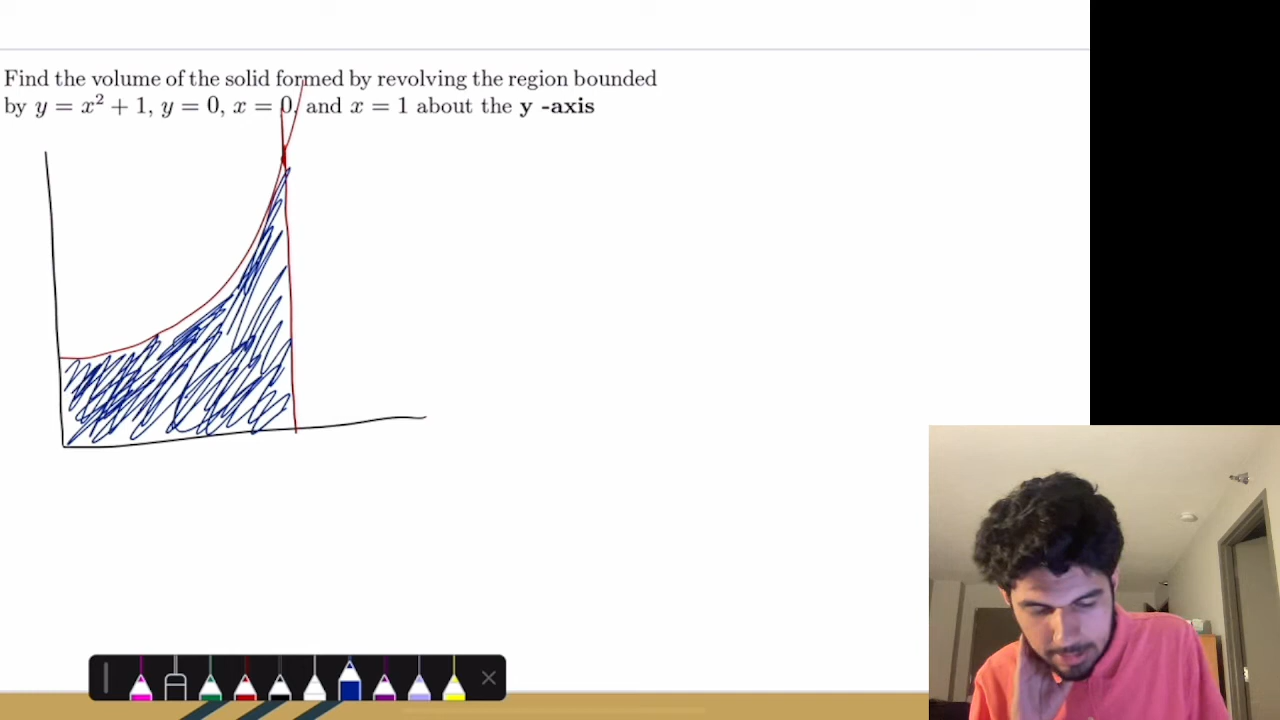 Find the volume of the solid formed by revolving the region bounded
by y = x² + 1, y = 0, x = 0, and x = 1 about the y -axis